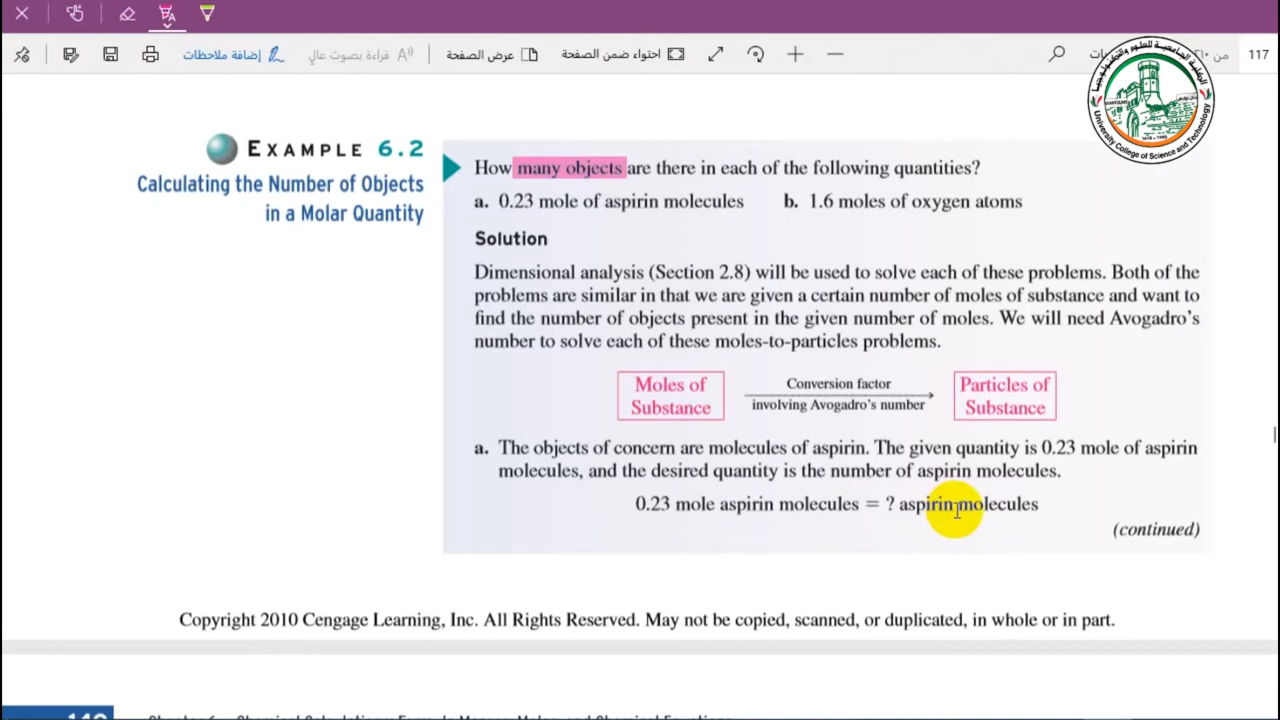 إضافة ملاحظات
قراءة بصوت عالٍ
عرض الصفحة
احتواء ضمن الصفحة
من
117
University College of Science and Technology
EXAMPLE 6.2
Calculating the Number of Objects
in a Molar Quantity
How many objects are there in each of the following quantities?
a. 0.23 mole of aspirin molecules b. 1.6 moles of oxygen atoms
Solution
Dimensional analysis (Section 2.8) will be used to solve each of these problems. Both of the
problems are similar in that we are given a certain number of moles of substance and want to
find the number of objects present in the given number of moles. We will need Avogadro's
number to solve each of these moles-to-particles problems.
Moles of
Substance
Conversion factor
involving Avogadro's number
Particles of
Substance
a. The objects of concern are molecules of aspirin. The given quantity is 0.23 mole of aspirin
molecules, and the desired quantity is the number of aspirin molecules.
0.23 mole aspirin molecules = ? aspirin molecules
(continued)
Copyright 2010 Cengage Learning, Inc. All Rights Reserved. May not be copied, scanned, or duplicated, in whole or in part.